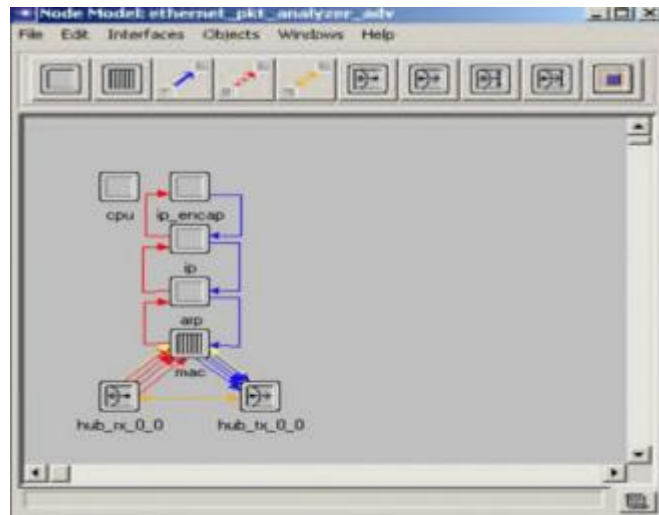 Node Model: ethernet_pkt_analyzer_adv
File Edit Interfaces Objects Windows Help
cpu ip_encap
ip
arp
mac
hub_rx_0_0 hub_tx_0_0